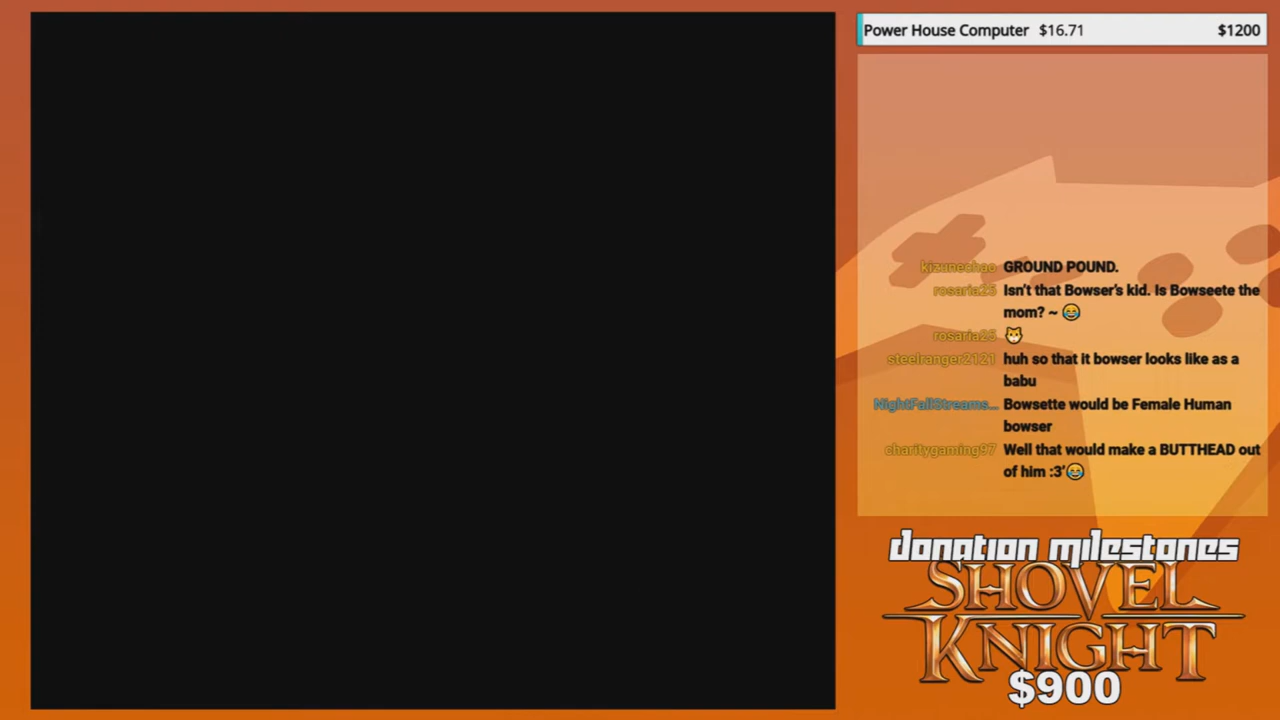 Power House Computer $16.71 $1200
kizunechao GROUND POUND.
rosaria25 Isn't that Bowser's kid. Is Bowseete the
mom? ~ 😂
rosaria25 🐱
steelranger2121 huh so that it bowser looks like as a
babu
NightFallStreams... Bowsette would be Female Human
bowser
charitygaming97 Well that would make a BUTTHEAD out
of him :3'😂
Donation milestones
SHOVEL
KNIGHT
$900